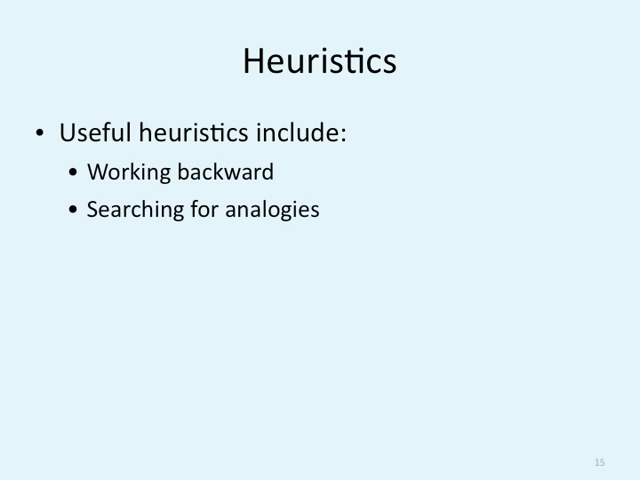 Heuristics
• Useful heuristics include:
• Working backward
• Searching for analogies
15